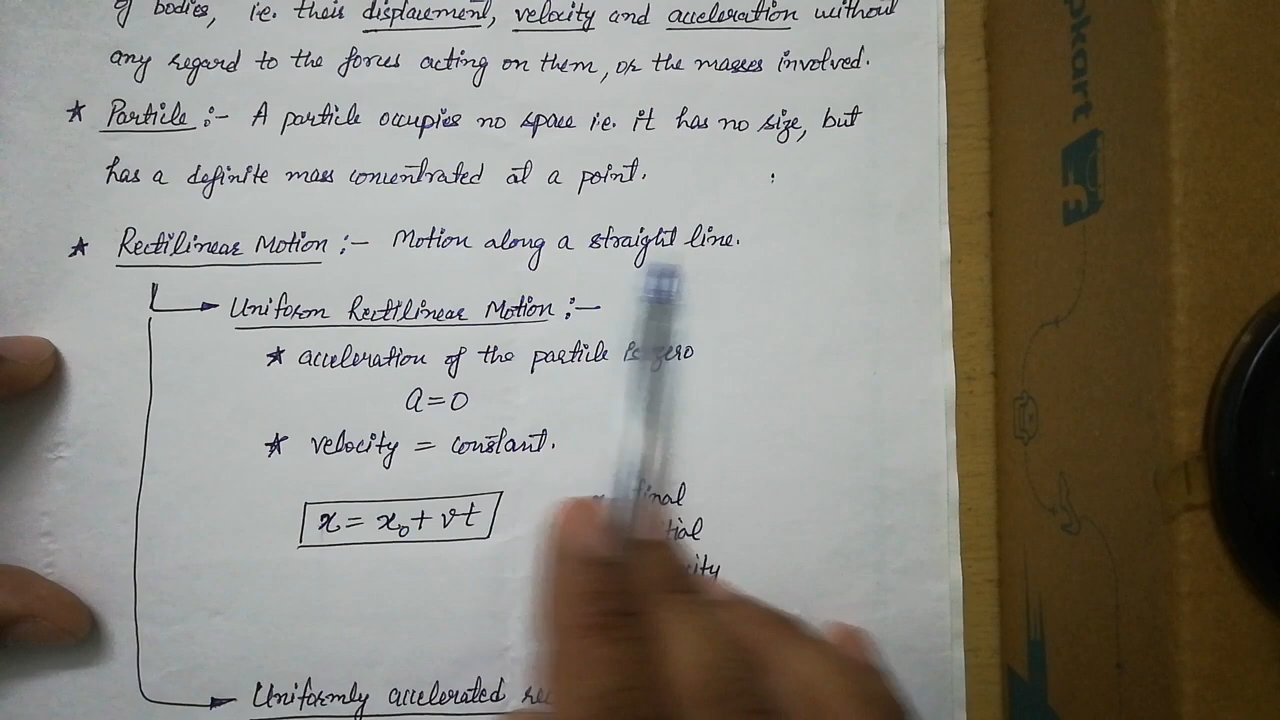 of bodies, i.e. their displacement, velocity and acceleration without
any regard to the forces acting on them, or the masses involved.
* Particle :- A particle occupies no space i.e. it has no size, but
has a definite mass concentrated at a point.
* Rectilinear Motion :- Motion along a straight line.
Uniform Rectilinear Motion :-
* acceleration of the particle is zero
a=0
* velocity = constant.
x = x₀ + vt
final
Uniformly accelerated
pkart